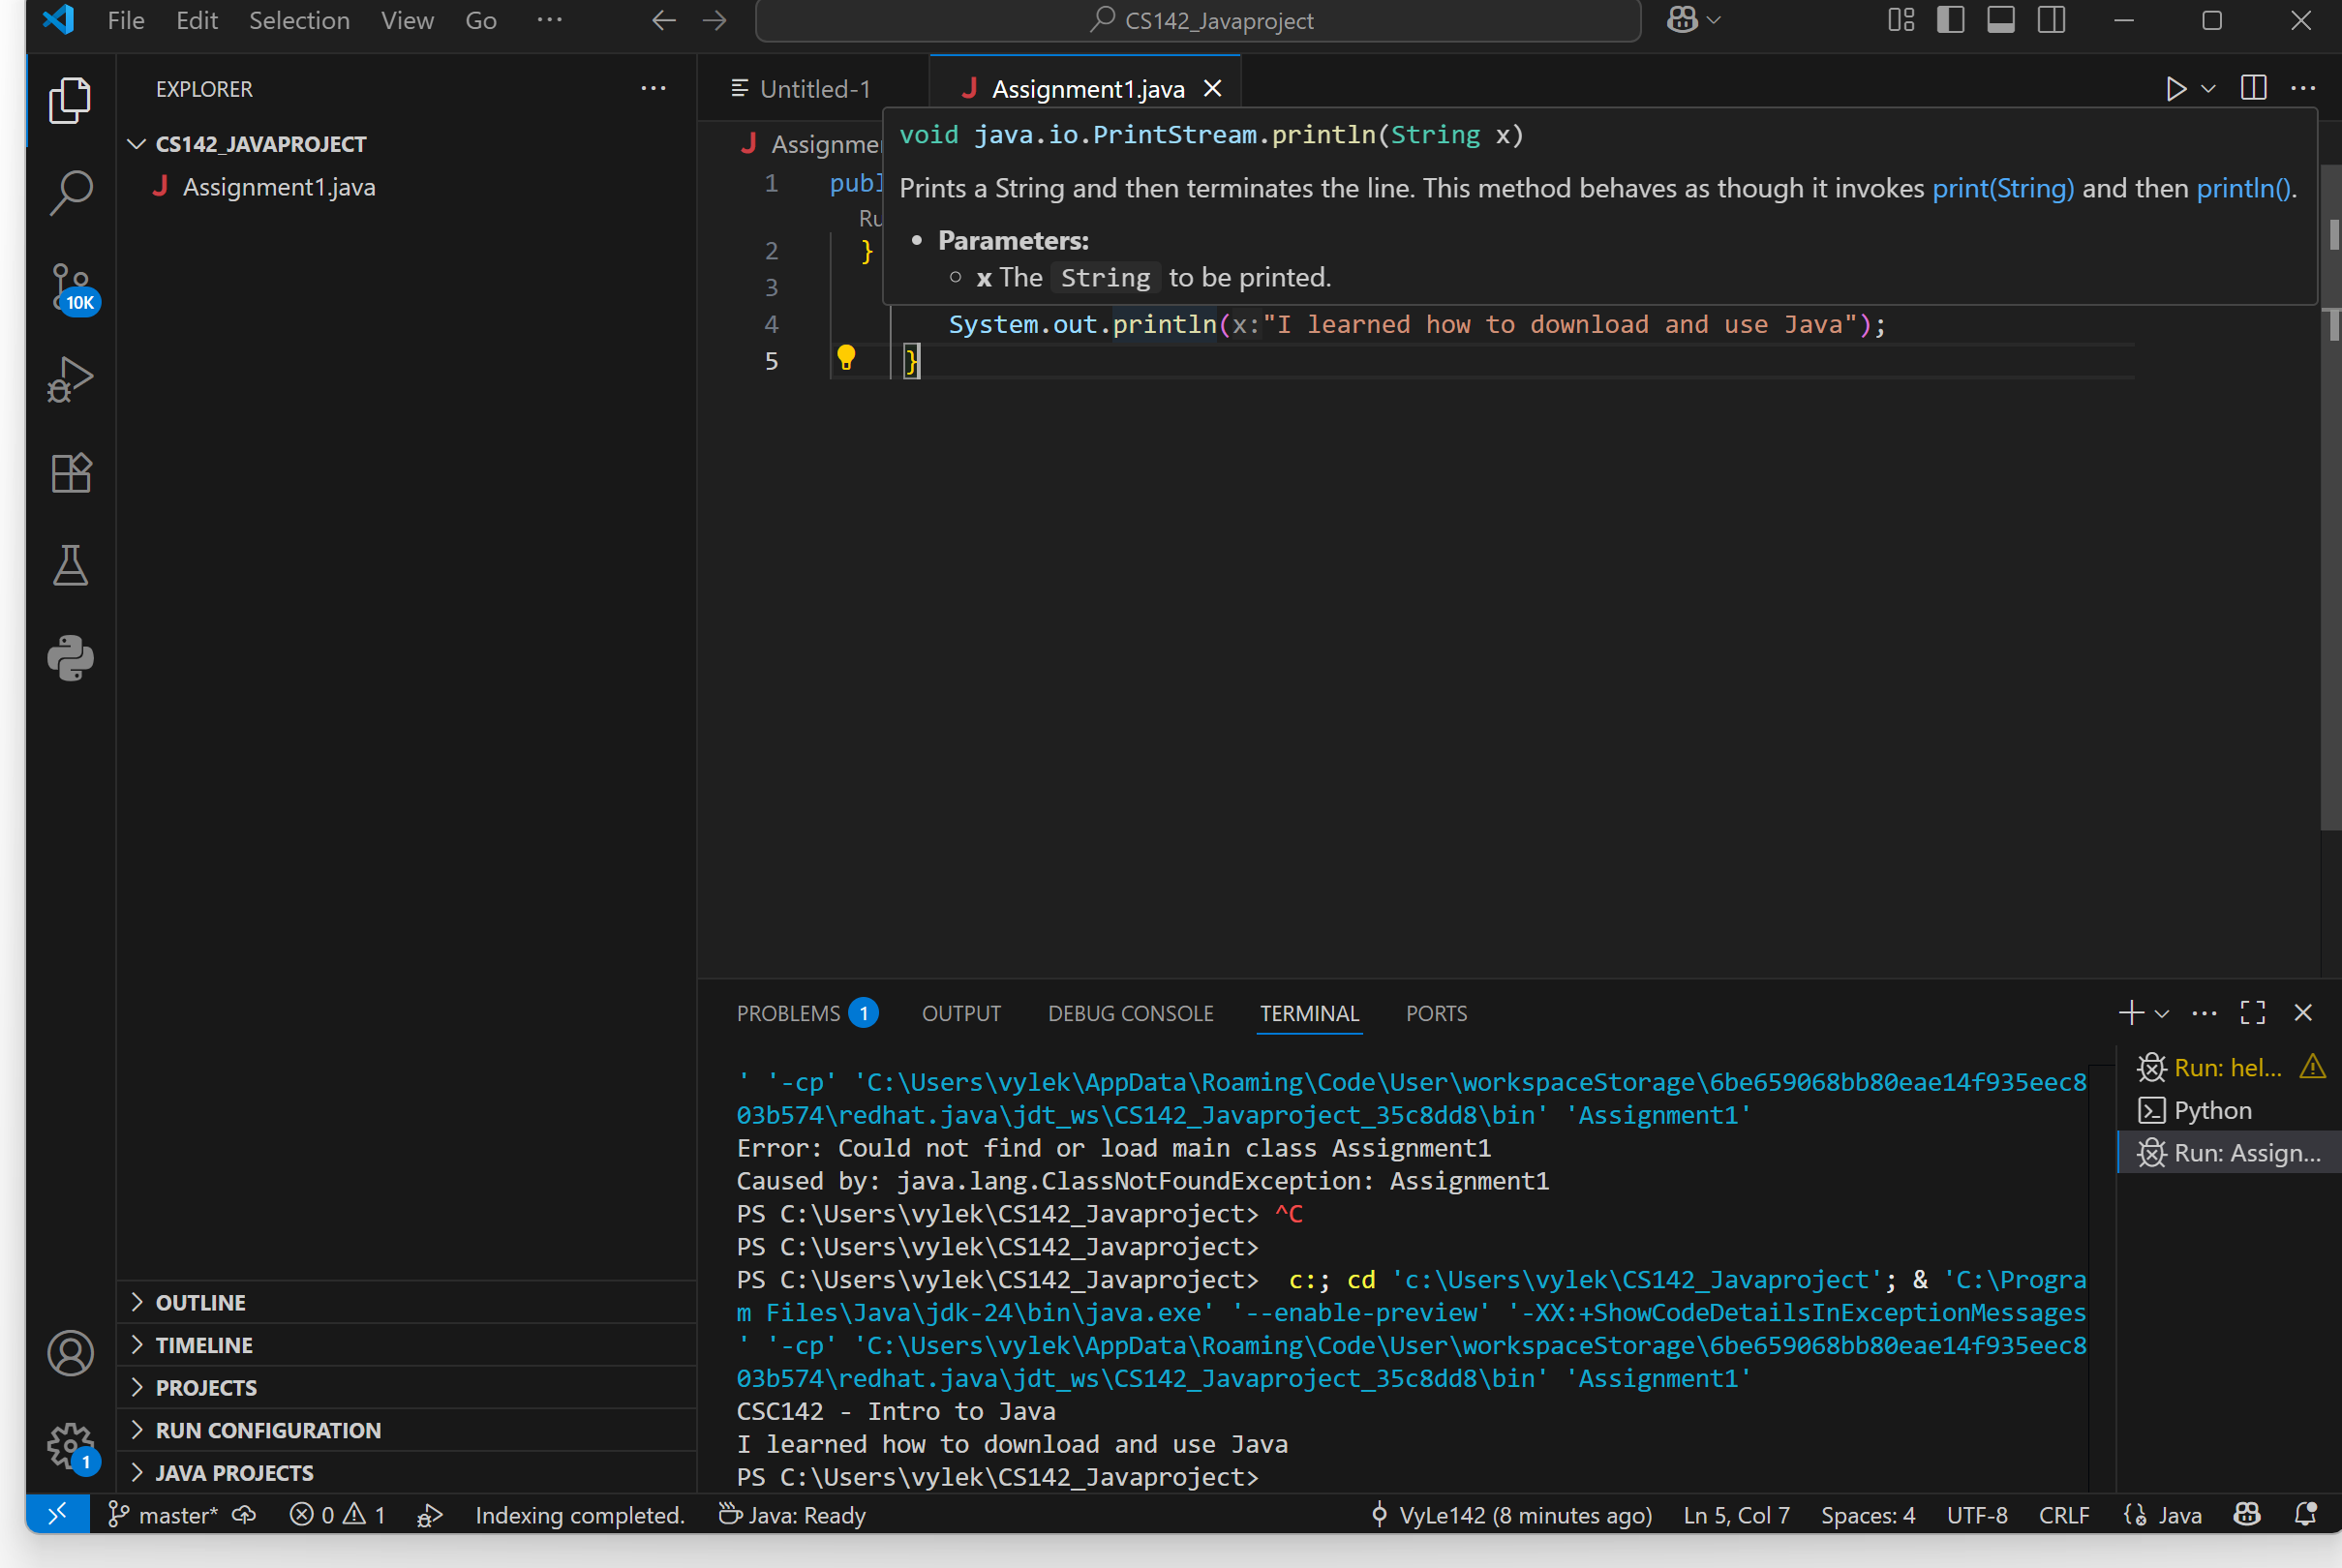 File Edit Selection View Go ··· CS142_Javaproject
EXPLORER ···
CS142_JAVAPROJECT
J Assignment1.java
10K
Untitled-1
J Assignment1.java
void java.io.PrintStream.println(String x)
Prints a String and then terminates the line. This method behaves as though it invokes print(String) and then println().
• Parameters:
○ x The String to be printed.
1
2 }
3
4 System.out.println(x:"I learned how to download and use Java");
5 }
PROBLEMS 1 OUTPUT DEBUG CONSOLE TERMINAL PORTS
' '-cp' 'C:\Users\vylek\AppData\Roaming\Code\User\workspaceStorage\6be659068bb80eae14f935eec8
03b574\redhat.java\jdt_ws\CS142_Javaproject_35c8dd8\bin' 'Assignment1'
Error: Could not find or load main class Assignment1
Caused by: java.lang.ClassNotFoundException: Assignment1
PS C:\Users\vylek\CS142_Javaproject> ^C
PS C:\Users\vylek\CS142_Javaproject>
PS C:\Users\vylek\CS142_Javaproject>  c:; cd 'c:\Users\vylek\CS142_Javaproject'; & 'C:\Progra
m Files\Java\jdk-24\bin\java.exe' '--enable-preview' '-XX:+ShowCodeDetailsInExceptionMessages
' '-cp' 'C:\Users\vylek\AppData\Roaming\Code\User\workspaceStorage\6be659068bb80eae14f935eec8
03b574\redhat.java\jdt_ws\CS142_Javaproject_35c8dd8\bin' 'Assignment1'
CSC142 - Intro to Java
I learned how to download and use Java
PS C:\Users\vylek\CS142_Javaproject>
Run: hel...
Python
Run: Assign...
OUTLINE
TIMELINE
PROJECTS
RUN CONFIGURATION
JAVA PROJECTS
1
master* 0 1 Indexing completed. Java: Ready VyLe142 (8 minutes ago) Ln 5, Col 7 Spaces: 4 UTF-8 CRLF Java